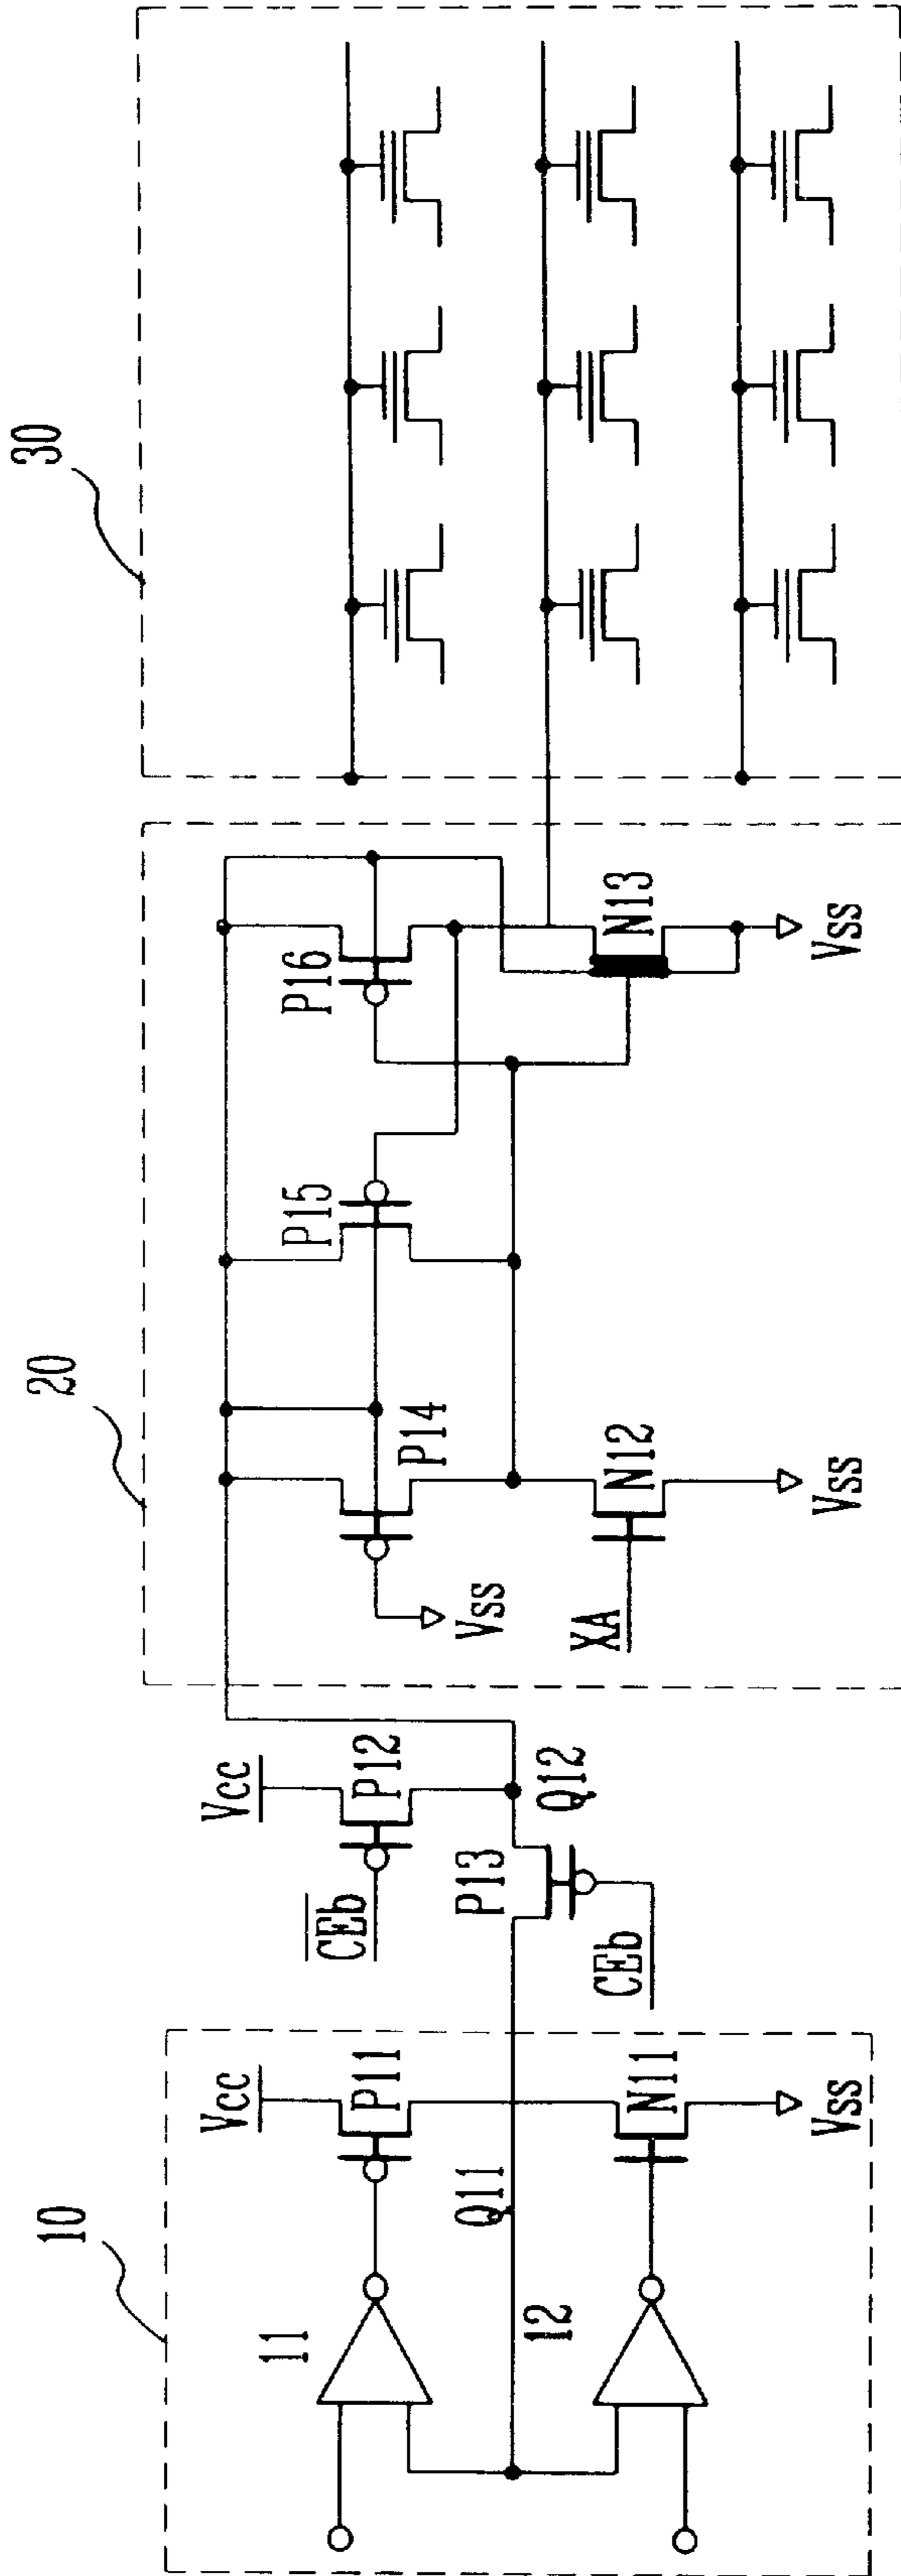 10
20
30
Vcc
Vcc
11
P11
C̅E̅b̅
P12
P14
P15
P16
Vss
Q11
P13
Q12
12
CEb
XA
N11
N12
N13
Vss
Vss
Vss